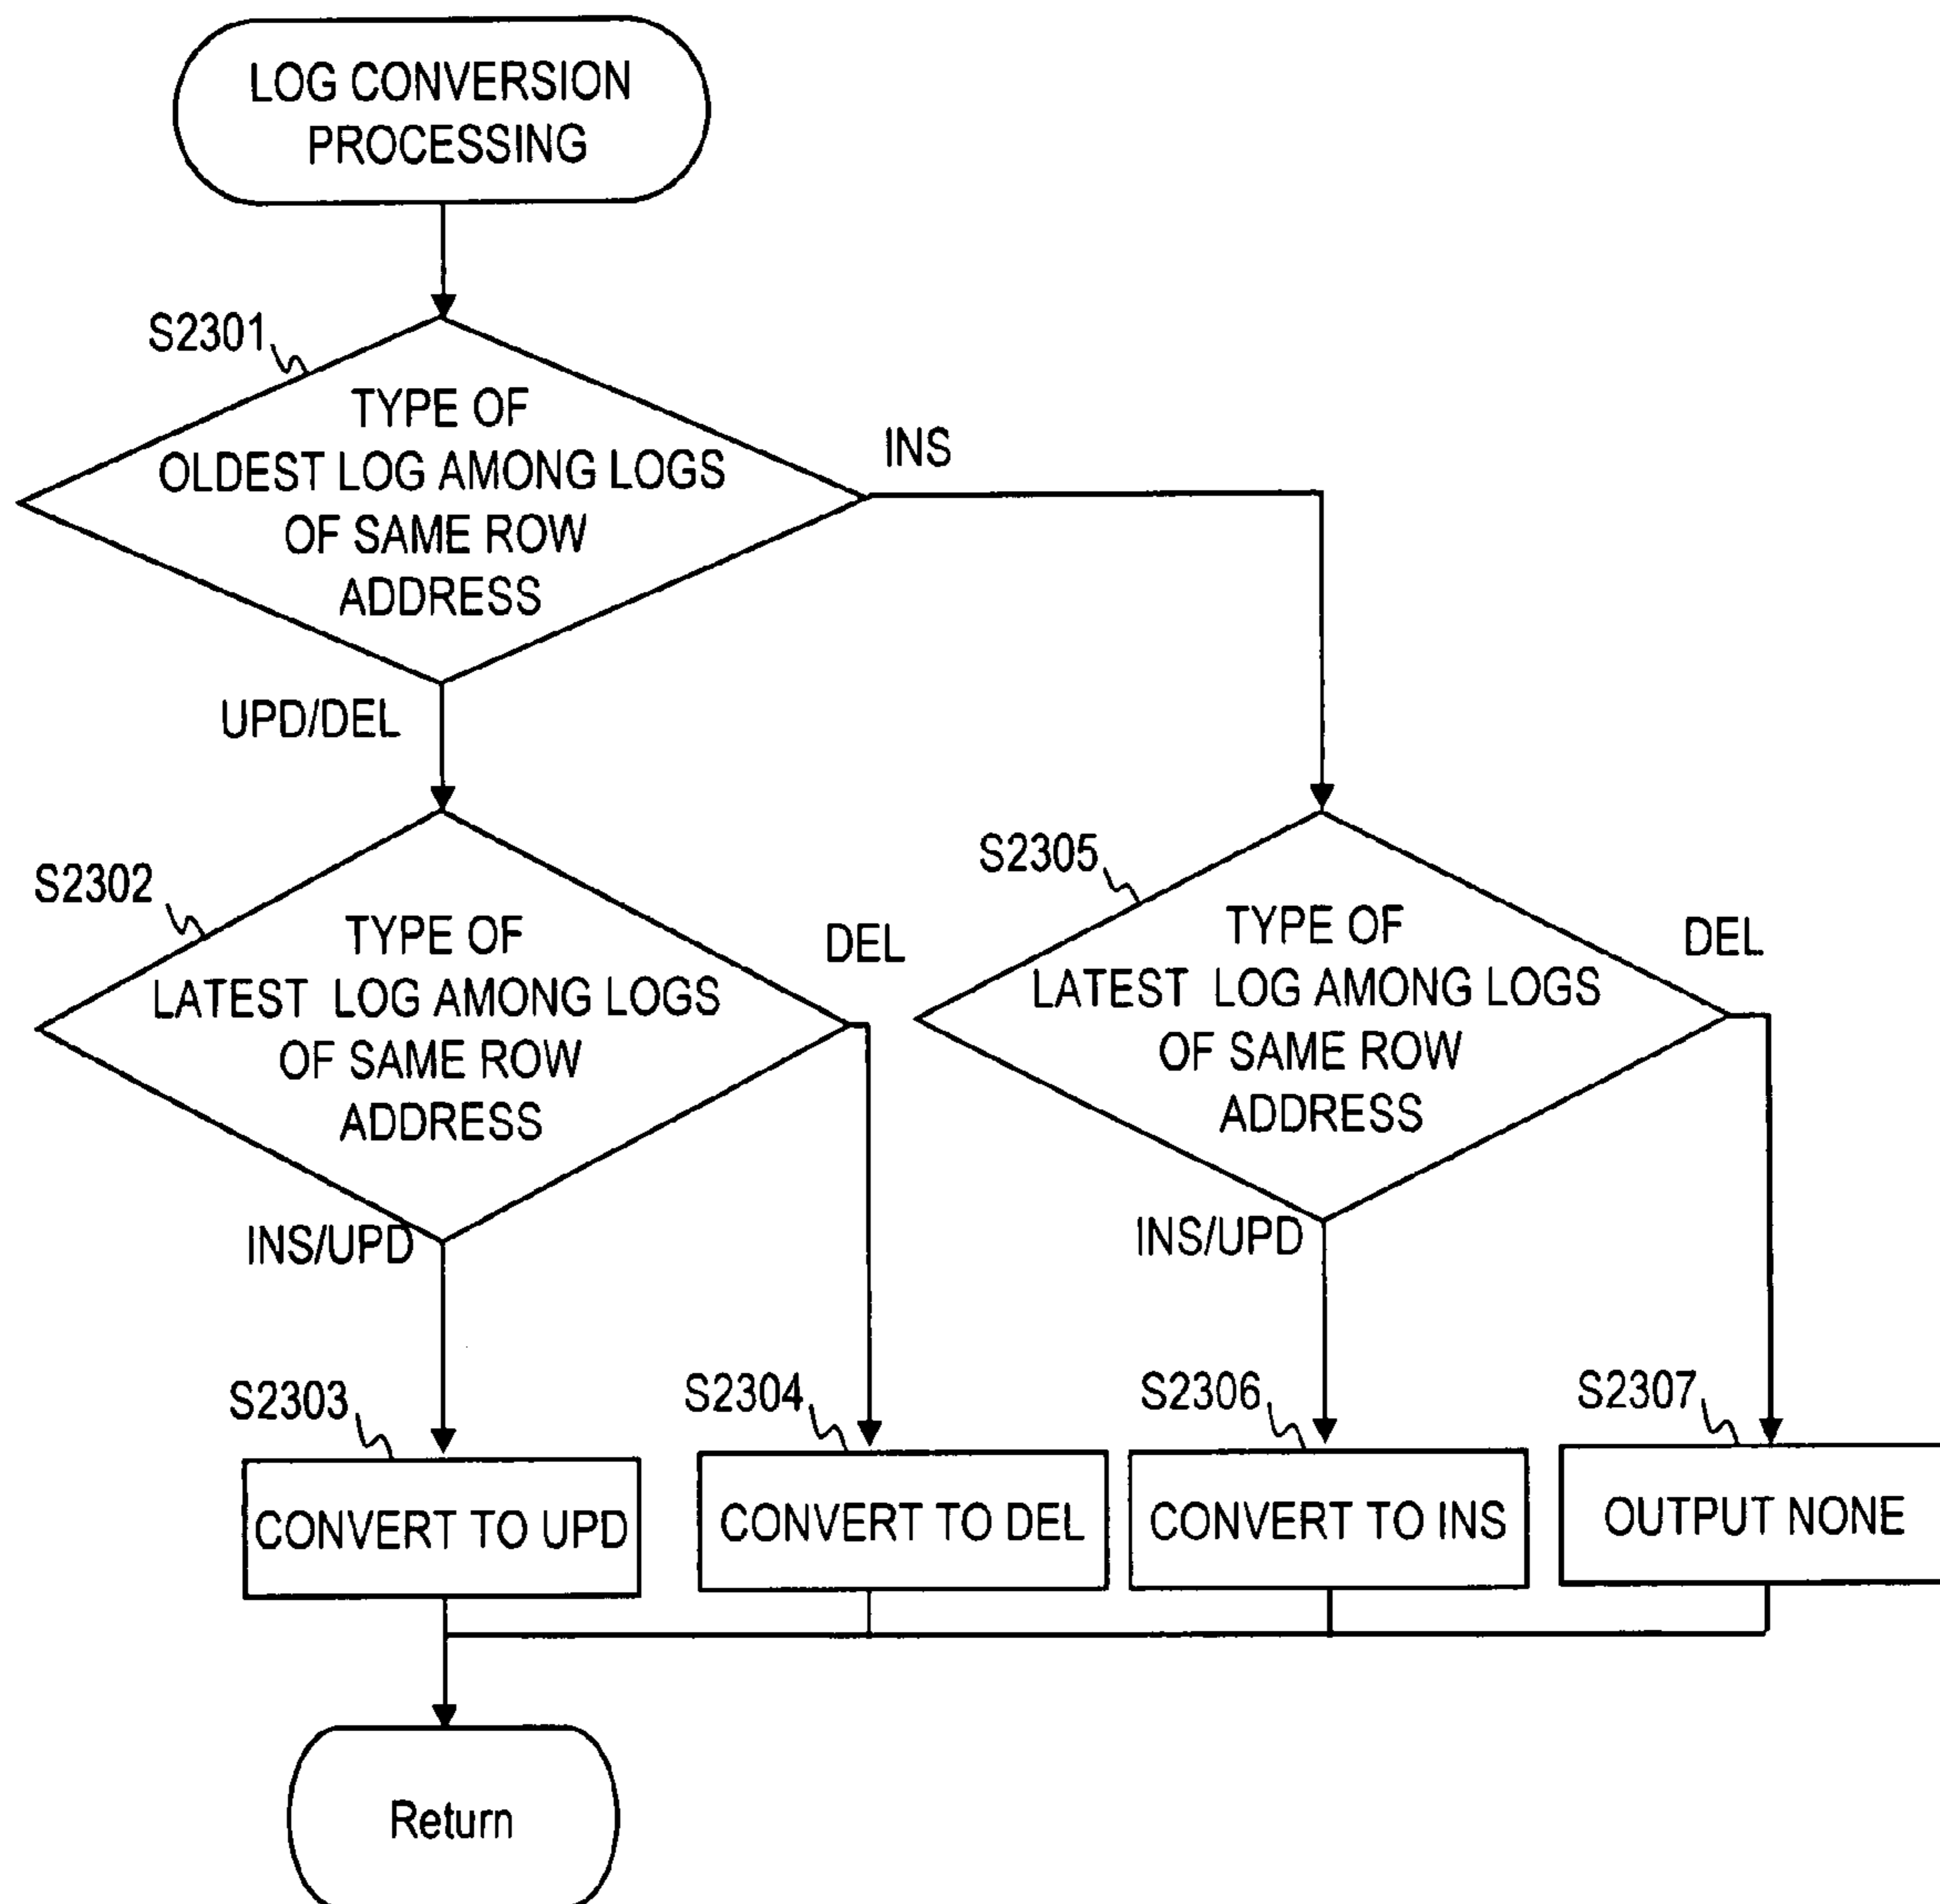 LOG CONVERSION
PROCESSING
S2301
TYPE OF
OLDEST LOG AMONG LOGS
OF SAME ROW
ADDRESS
INS
UPD/DEL
S2302
TYPE OF
LATEST LOG AMONG LOGS
OF SAME ROW
ADDRESS
DEL
S2305
TYPE OF
LATEST LOG AMONG LOGS
OF SAME ROW
ADDRESS
DEL
INS/UPD
INS/UPD
S2303
CONVERT TO UPD
S2304
CONVERT TO DEL
S2306
CONVERT TO INS
S2307
OUTPUT NONE
Return